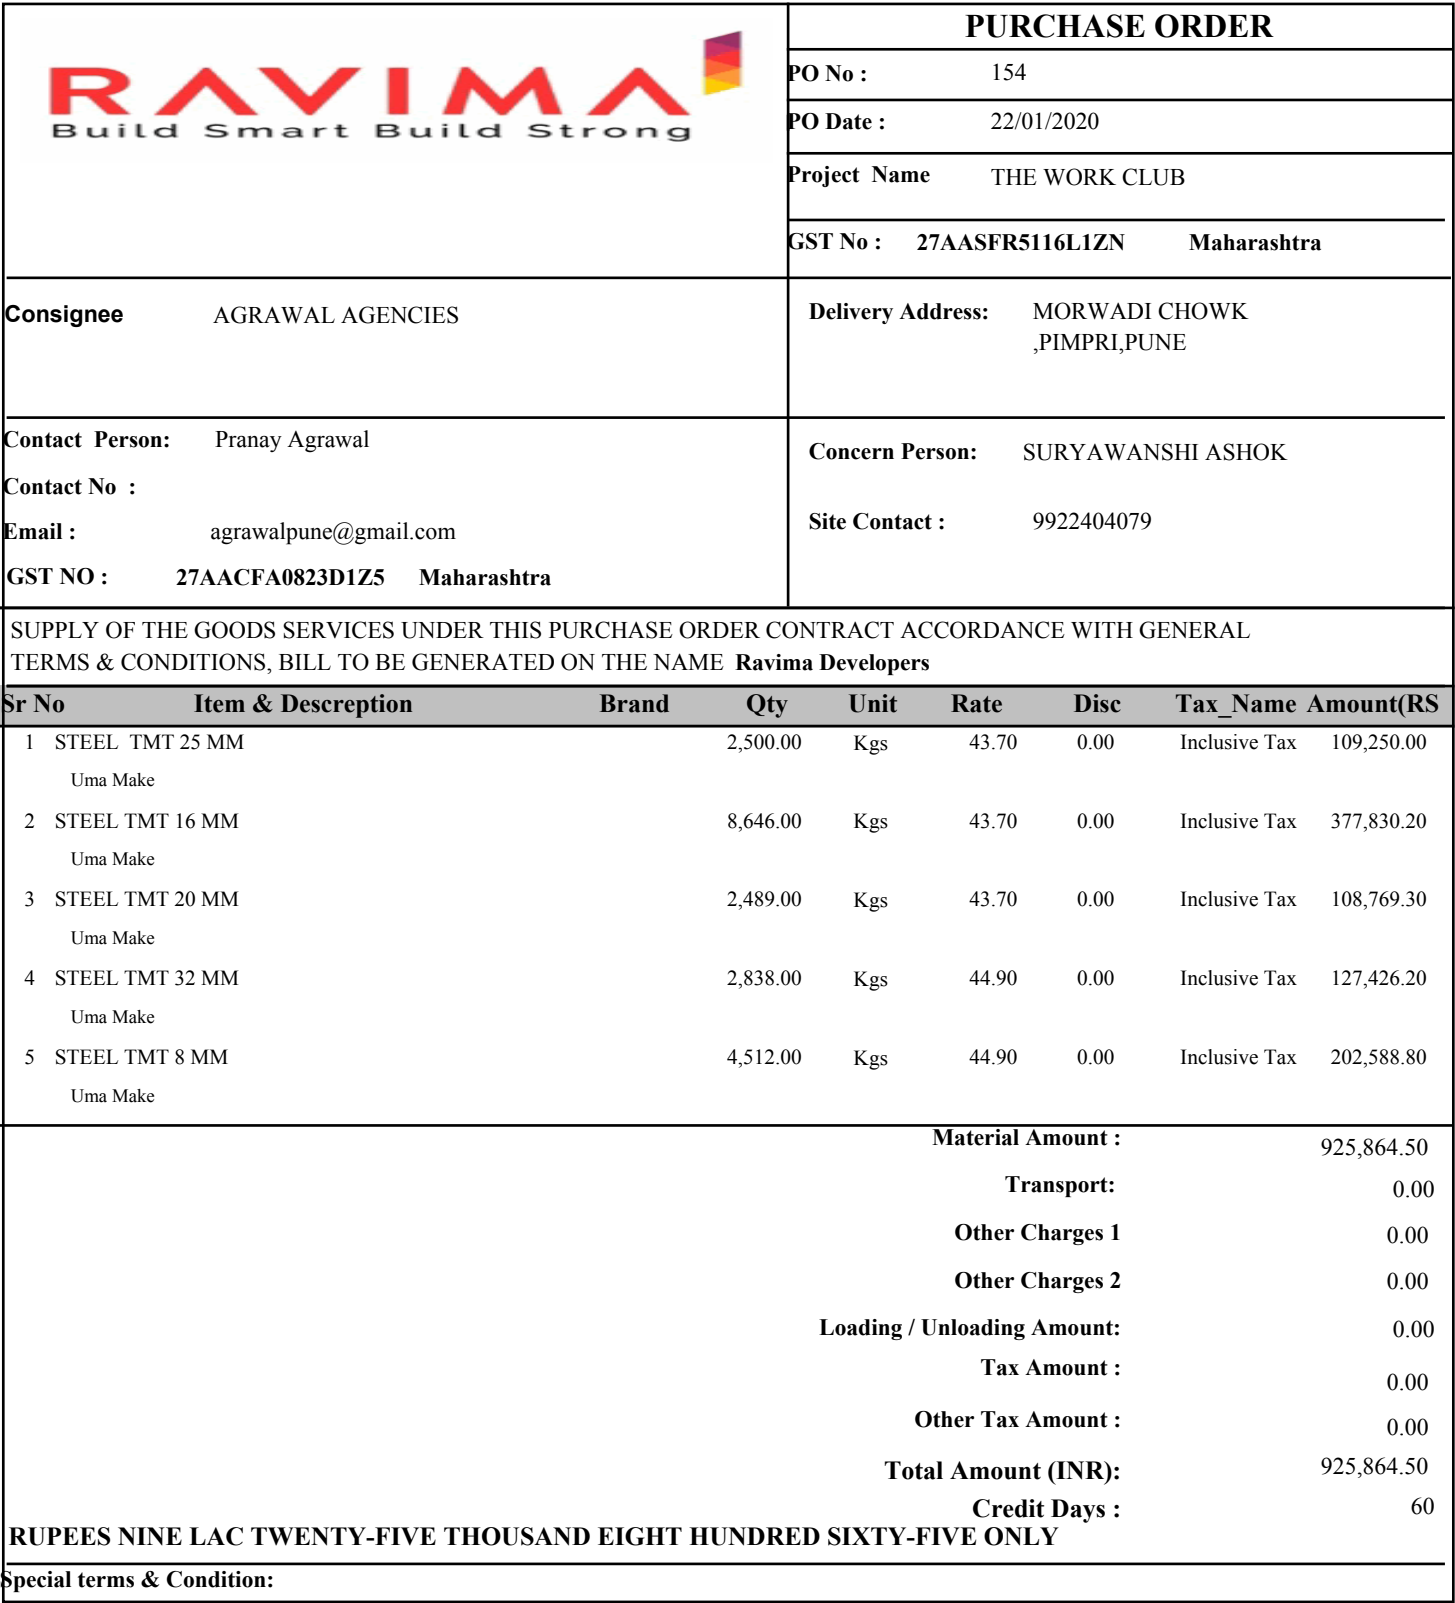 RAVIMA
Build Smart Build Strong
PURCHASE ORDER
PO No : 154
PO Date : 22/01/2020
Project Name THE WORK CLUB
GST No : 27AASFR5116L1ZN Maharashtra
Consignee AGRAWAL AGENCIES
Delivery Address: MORWADI CHOWK
,PIMPRI,PUNE
Contact Person: Pranay Agrawal
Contact No :
Email : agrawalpune@gmail.com
GST NO : 27AACFA0823D1Z5 Maharashtra
Concern Person: SURYAWANSHI ASHOK
Site Contact : 9922404079
SUPPLY OF THE GOODS SERVICES UNDER THIS PURCHASE ORDER CONTRACT ACCORDANCE WITH GENERAL
TERMS & CONDITIONS, BILL TO BE GENERATED ON THE NAME Ravima Developers
Sr No Item & Descreption Brand Qty Unit Rate Disc Tax_Name Amount(RS
1 STEEL TMT 25 MM 2,500.00 Kgs 43.70 0.00 Inclusive Tax 109,250.00
Uma Make
2 STEEL TMT 16 MM 8,646.00 Kgs 43.70 0.00 Inclusive Tax 377,830.20
Uma Make
3 STEEL TMT 20 MM 2,489.00 Kgs 43.70 0.00 Inclusive Tax 108,769.30
Uma Make
4 STEEL TMT 32 MM 2,838.00 Kgs 44.90 0.00 Inclusive Tax 127,426.20
Uma Make
5 STEEL TMT 8 MM 4,512.00 Kgs 44.90 0.00 Inclusive Tax 202,588.80
Uma Make
Material Amount : 925,864.50
Transport: 0.00
Other Charges 1 0.00
Other Charges 2 0.00
Loading / Unloading Amount: 0.00
Tax Amount : 0.00
Other Tax Amount : 0.00
Total Amount (INR): 925,864.50
Credit Days : 60
RUPEES NINE LAC TWENTY-FIVE THOUSAND EIGHT HUNDRED SIXTY-FIVE ONLY
Special terms & Condition: